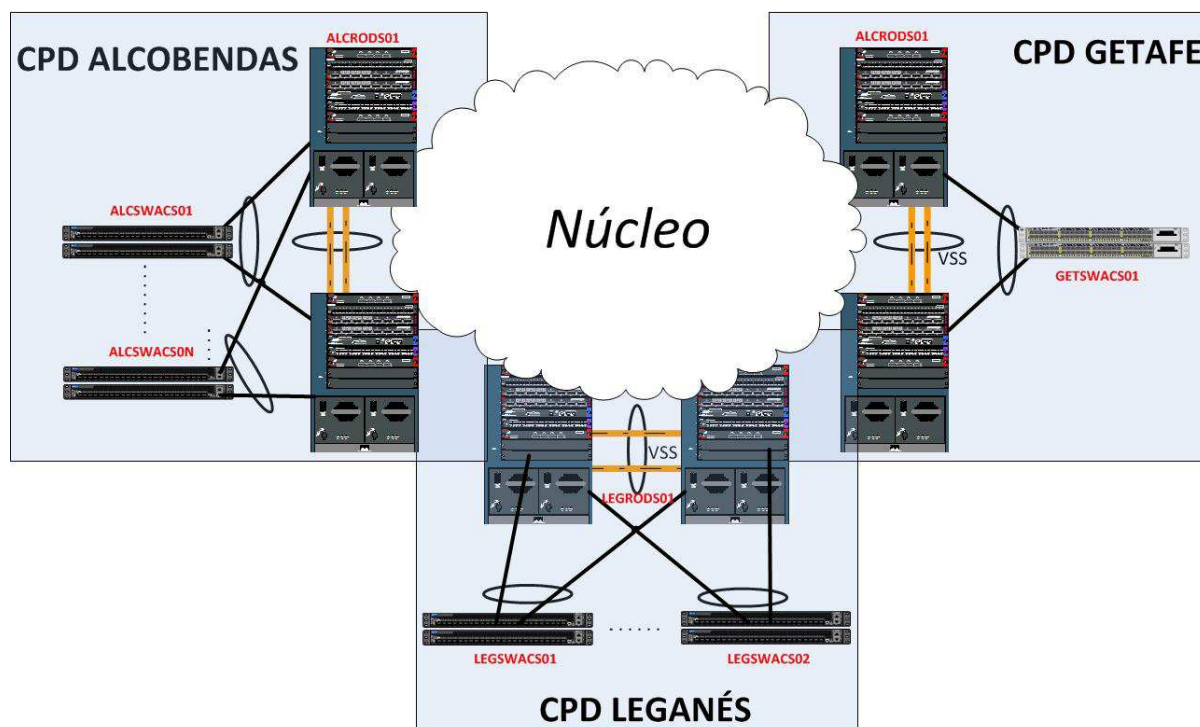 CPD ALCOBENDAS
ALCRODS01
ALCSWACS01
ALCSWACS0N
Núcleo
ALCRODS01
CPD GETAFE
VSS
GETSWACS01
VSS
LEGRODS01
LEGSWACS01
LEGSWACS02
CPD LEGANÉS